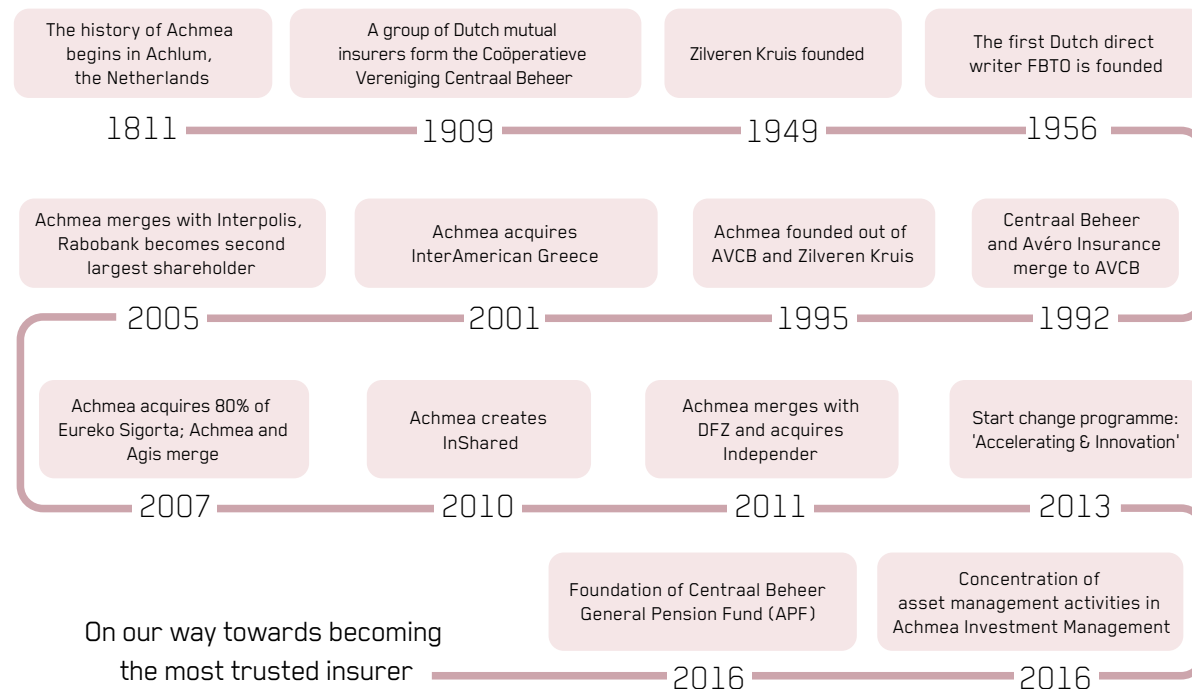 The history of Achmea
begins in Achlum,
the Netherlands
1811
A group of Dutch mutual
insurers form the Coöperatieve
Vereniging Centraal Beheer
1909
Zilveren Kruis founded
1949
The first Dutch direct
writer FBTO is founded
1956
Centraal Beheer
and Avéro Insurance
merge to AVCB
1992
Achmea founded out of
AVCB and Zilveren Kruis
1995
Achmea acquires
InterAmerican Greece
2001
Achmea merges with Interpolis,
Rabobank becomes second
largest shareholder
2005
Achmea acquires 80% of
Eureko Sigorta; Achmea and
Agis merge
2007
Achmea creates
InShared
2010
Achmea merges with
DFZ and acquires
Independer
2011
Start change programme:
'Accelerating & Innovation'
2013
Concentration of
asset management activities in
Achmea Investment Management
2016
Foundation of Centraal Beheer
General Pension Fund (APF)
2016
On our way towards becoming
the most trusted insurer